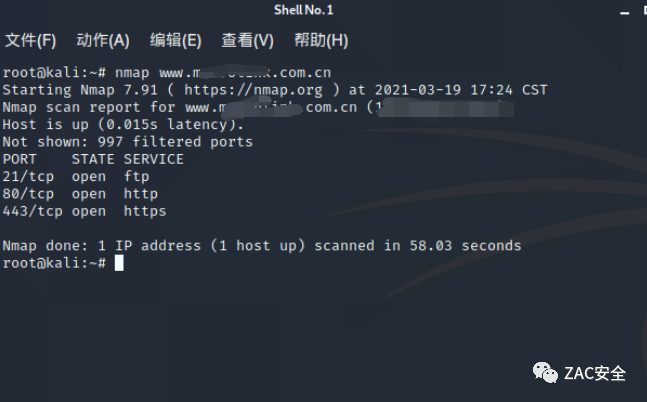 Shell No.1
文件(F) 动作(A) 编辑(E) 查看(V) 帮助(H)
root@kali:~# nmap www.m link.com.cn
Starting Nmap 7.91 ( https://nmap.org ) at 2021-03-19 17:24 CST
Nmap scan report for www. .com.cn (1
Host is up (0.015s latency).
Not shown: 997 filtered ports
PORT STATE SERVICE
21/tcp open ftp
80/tcp open http
443/tcp open https
Nmap done: 1 IP address (1 host up) scanned in 58.03 seconds
root@kali:~#
ZAC安全